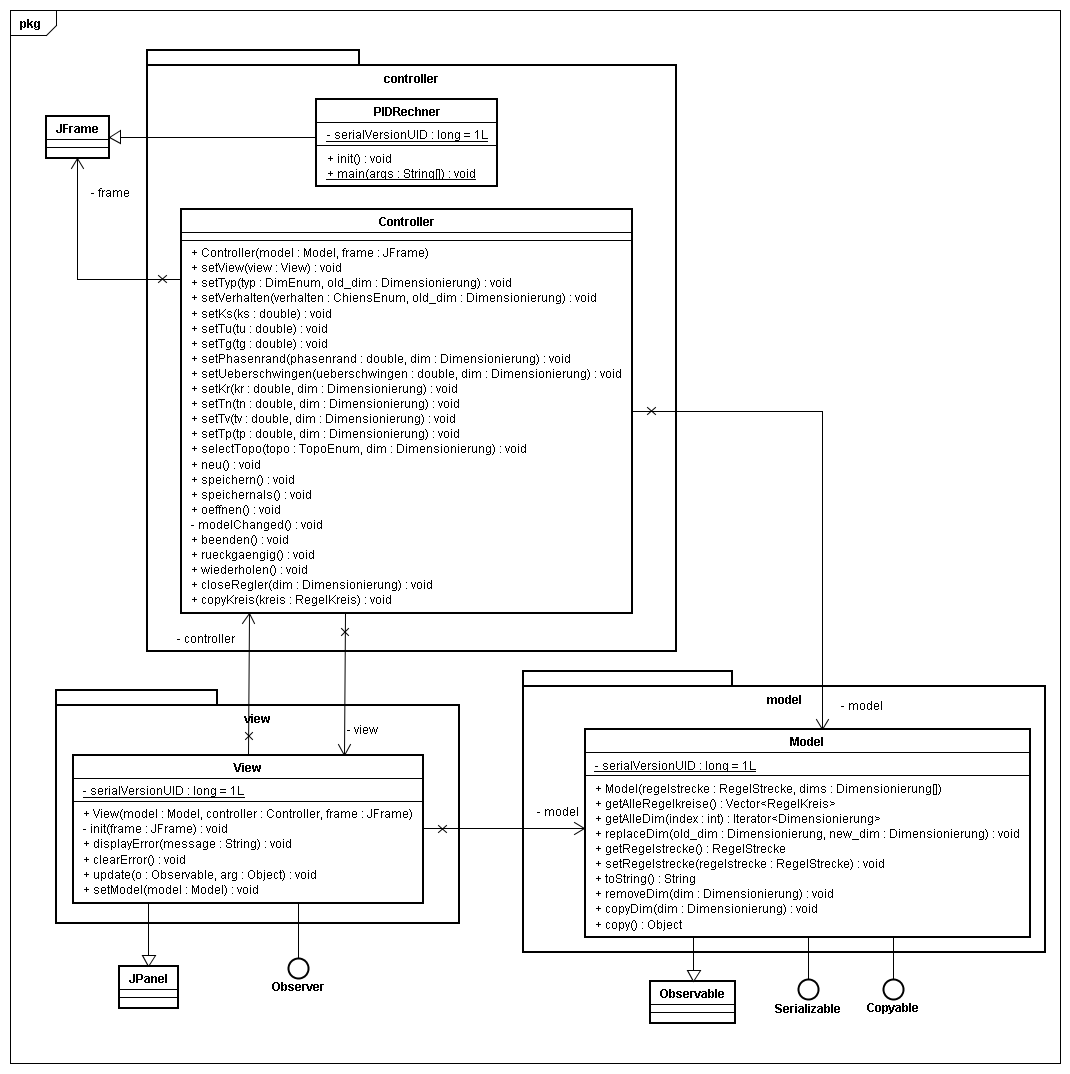 pkg
controller
PIDRechner
- serialVersionUID : long = 1L
+ init() : void
+ main(args : String[]) : void
JFrame
- frame
Controller
+ Controller(model : Model, frame : JFrame)
+ setView(view : View) : void
+ setTyp(typ : DimEnum, old_dim : Dimensionierung) : void
+ setVerhalten(verhalten : ChiensEnum, old_dim : Dimensionierung) : void
+ setKs(ks : double) : void
+ setTu(tu : double) : void
+ setTg(tg : double) : void
+ setPhasenrand(phasenrand : double, dim : Dimensionierung) : void
+ setUeberschwingen(ueberschwingen : double, dim : Dimensionierung) : void
+ setKr(kr : double, dim : Dimensionierung) : void
+ setTn(tn : double, dim : Dimensionierung) : void
+ setTv(tv : double, dim : Dimensionierung) : void
+ setTp(tp : double, dim : Dimensionierung) : void
+ selectTopo(topo : TopoEnum, dim : Dimensionierung) : void
+ neu() : void
+ speichern() : void
+ speichernals() : void
+ oeffnen() : void
- modelChanged() : void
+ beenden() : void
+ rueckgaengig() : void
+ wiederholen() : void
+ closeRegler(dim : Dimensionierung) : void
+ copyKreis(kreis : RegelKreis) : void
- controller
- view
- model
view
View
- serialVersionUID : long = 1L
+ View(model : Model, controller : Controller, frame : JFrame)
- init(frame : JFrame) : void
+ displayError(message : String) : void
+ clearError() : void
+ update(o : Observable, arg : Object) : void
+ setModel(model : Model) : void
- model
JPanel
Observer
model
Model
- serialVersionUID : long = 1L
+ Model(regelstrecke : RegelStrecke, dims : Dimensionierung[])
+ getAlleRegelkreise() : Vector<RegelKreis>
+ getAlleDim(index : int) : Iterator<Dimensionierung>
+ replaceDim(old_dim : Dimensionierung, new_dim : Dimensionierung) : void
+ getRegelstrecke() : RegelStrecke
+ setRegelstrecke(regelstrecke : RegelStrecke) : void
+ toString() : String
+ removeDim(dim : Dimensionierung) : void
+ copyDim(dim : Dimensionierung) : void
+ copy() : Object
Observable
Serializable
Copyable